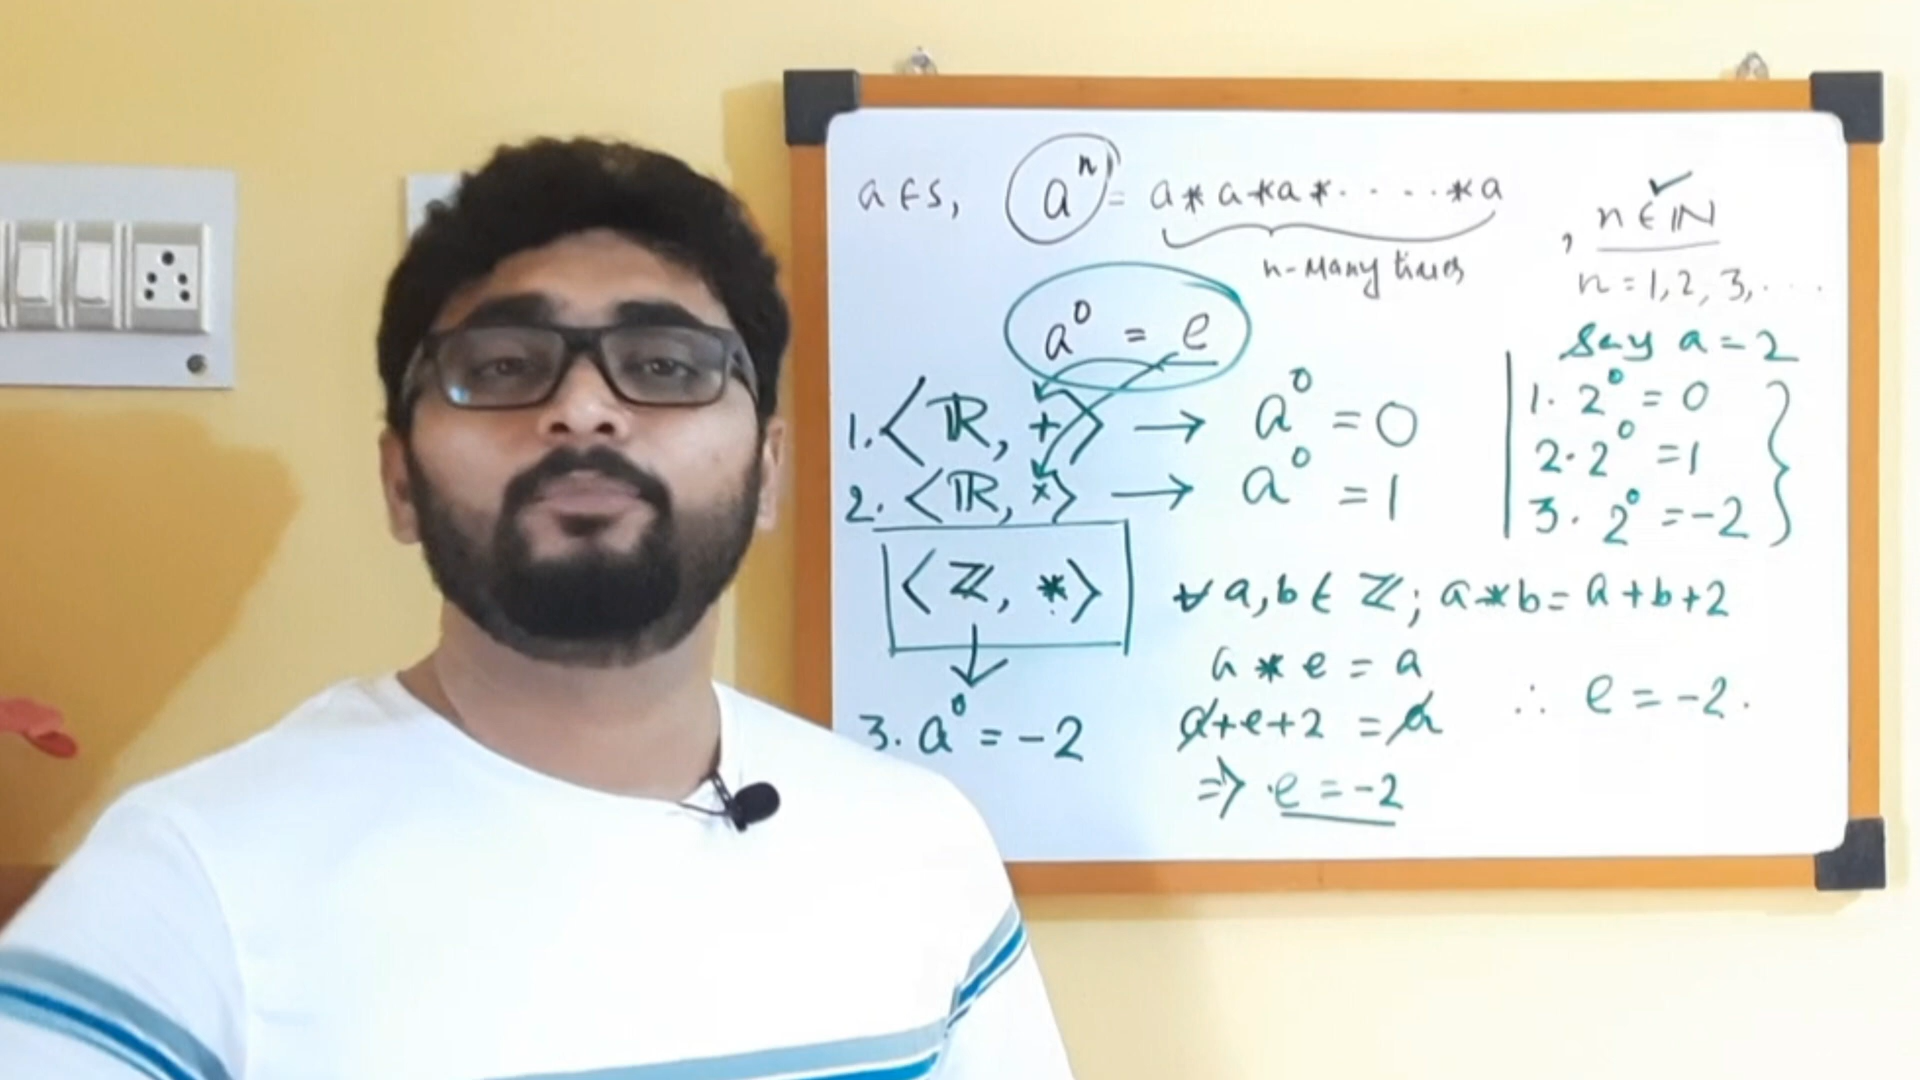 a ∈ S, aⁿ = a * a * a * · · · · · * a , n ∈ ℕ
n-Many times
n = 1, 2, 3, · · ·
a⁰ = e
Say a = 2
1. ⟨ℝ, +⟩ → a⁰ = 0
2. ⟨ℝ, ×⟩ → a⁰ = 1
1. 2⁰ = 0
2. 2⁰ = 1
3. 2⁰ = -2
⟨ℤ, *⟩ ∀ a, b ∈ ℤ; a * b = a + b + 2
a * e = a
3. a⁰ = -2
a + e + 2 = a
⇒ e = -2
∴ e = -2.